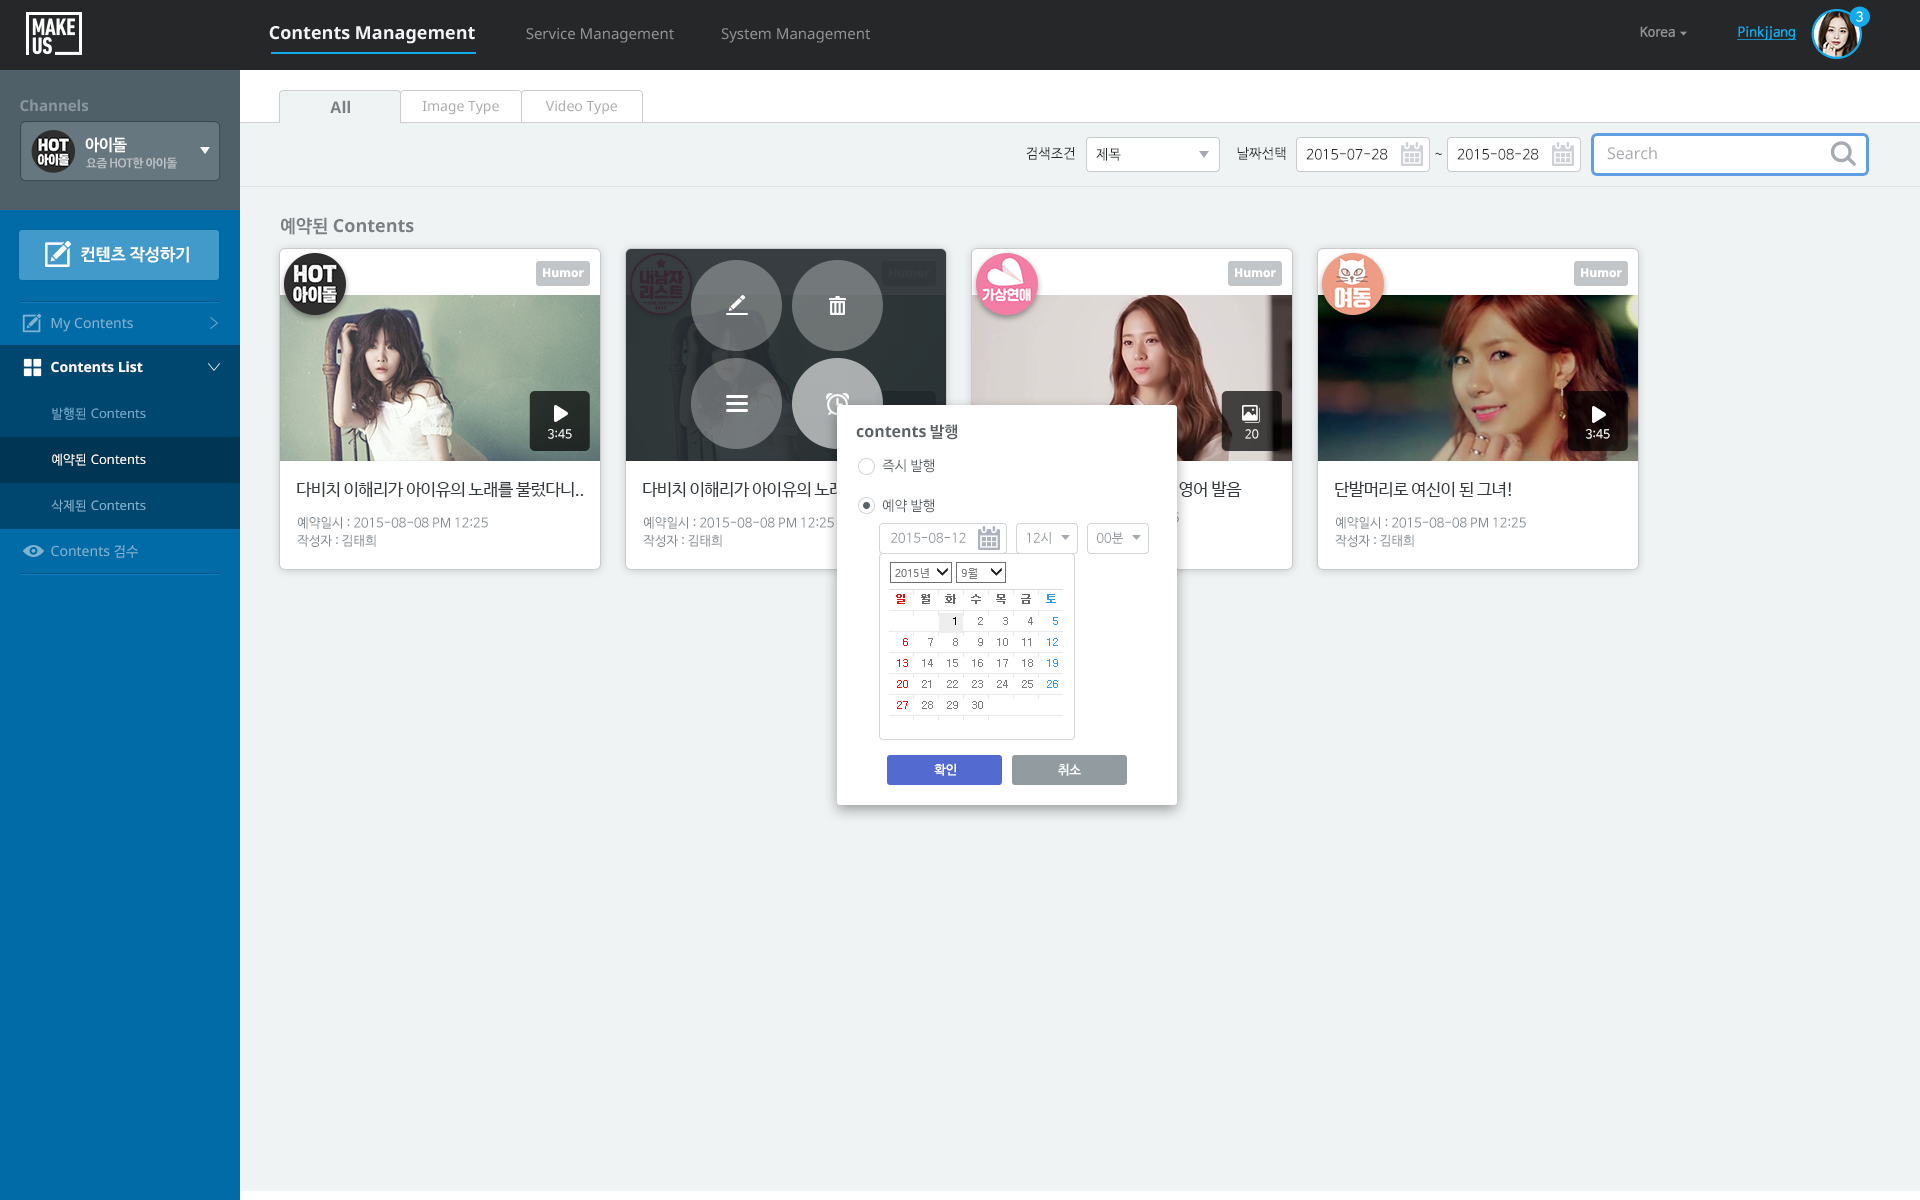 MAKE
US
Contents Management
Service Management
System Management
Korea
Pinkjjang
3
Channels
HOT
아이돌
아이돌
요즘 HOT한 아이돌
컨텐츠 작성하기
My Contents
Contents List
발행된 Contents
예약된 Contents
삭제된 Contents
Contents 검수
All
Image Type
Video Type
검색조건
제목
날짜선택
2015-07-28
~
2015-08-28
Search
예약된 Contents
HOT
아이돌
Humor
3:45
다비치 이해리가 아이유의 노래를 불렀다니..
예약일시 : 2015-08-08 PM 12:25
작성자 : 김태희
내남자
리스트
Humor
다비치 이해리가 아이유의 노래
예약일시 : 2015-08-08 PM 12:25
작성자 : 김태희
가상연애
Humor
20
영어 발음
어동
Humor
3:45
단발머리로 여신이 된 그녀!
예약일시 : 2015-08-08 PM 12:25
작성자 : 김태희
contents 발행
즉시 발행
예약 발행
2015-08-12
12시
00분
2015년
9월
일 월 화 수 목 금 토
1 2 3 4 5
6 7 8 9 10 11 12
13 14 15 16 17 18 19
20 21 22 23 24 25 26
27 28 29 30
확인
취소